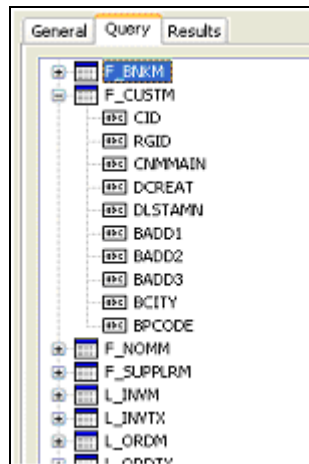 General Query Results
F_BNKM
F_CUSTM
CID
RGID
CNMMAIN
DCREAT
DLSTAMN
BADD1
BADD2
BADD3
BCITY
BPCODE
F_NOMM
F_SUPPLRM
L_INVM
L_INVTX
L_ORDM